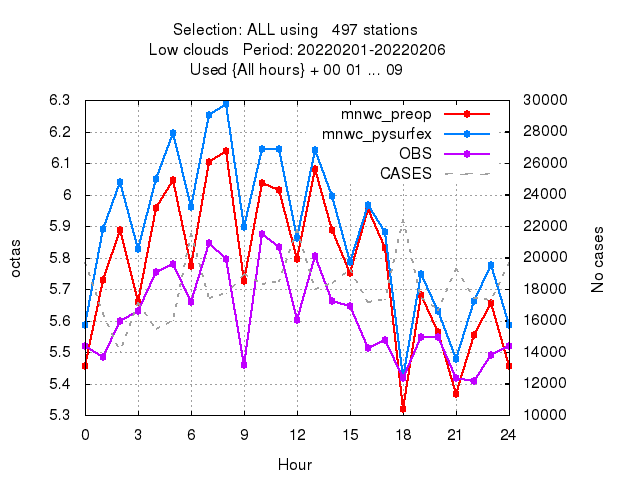 Selection: ALL using   497 stations
Low clouds   Period: 20220201-20220206
Used {All hours} + 00 01 ... 09
6.3
6.2
6.1
6
5.9
5.8
5.7
5.6
5.5
5.4
5.3
octas
mnwc_preop
mnwc_pysurfex
OBS
CASES
30000
28000
26000
24000
22000
20000
18000
16000
14000
12000
10000
No cases
0 3 6 9 12 15 18 21 24
Hour